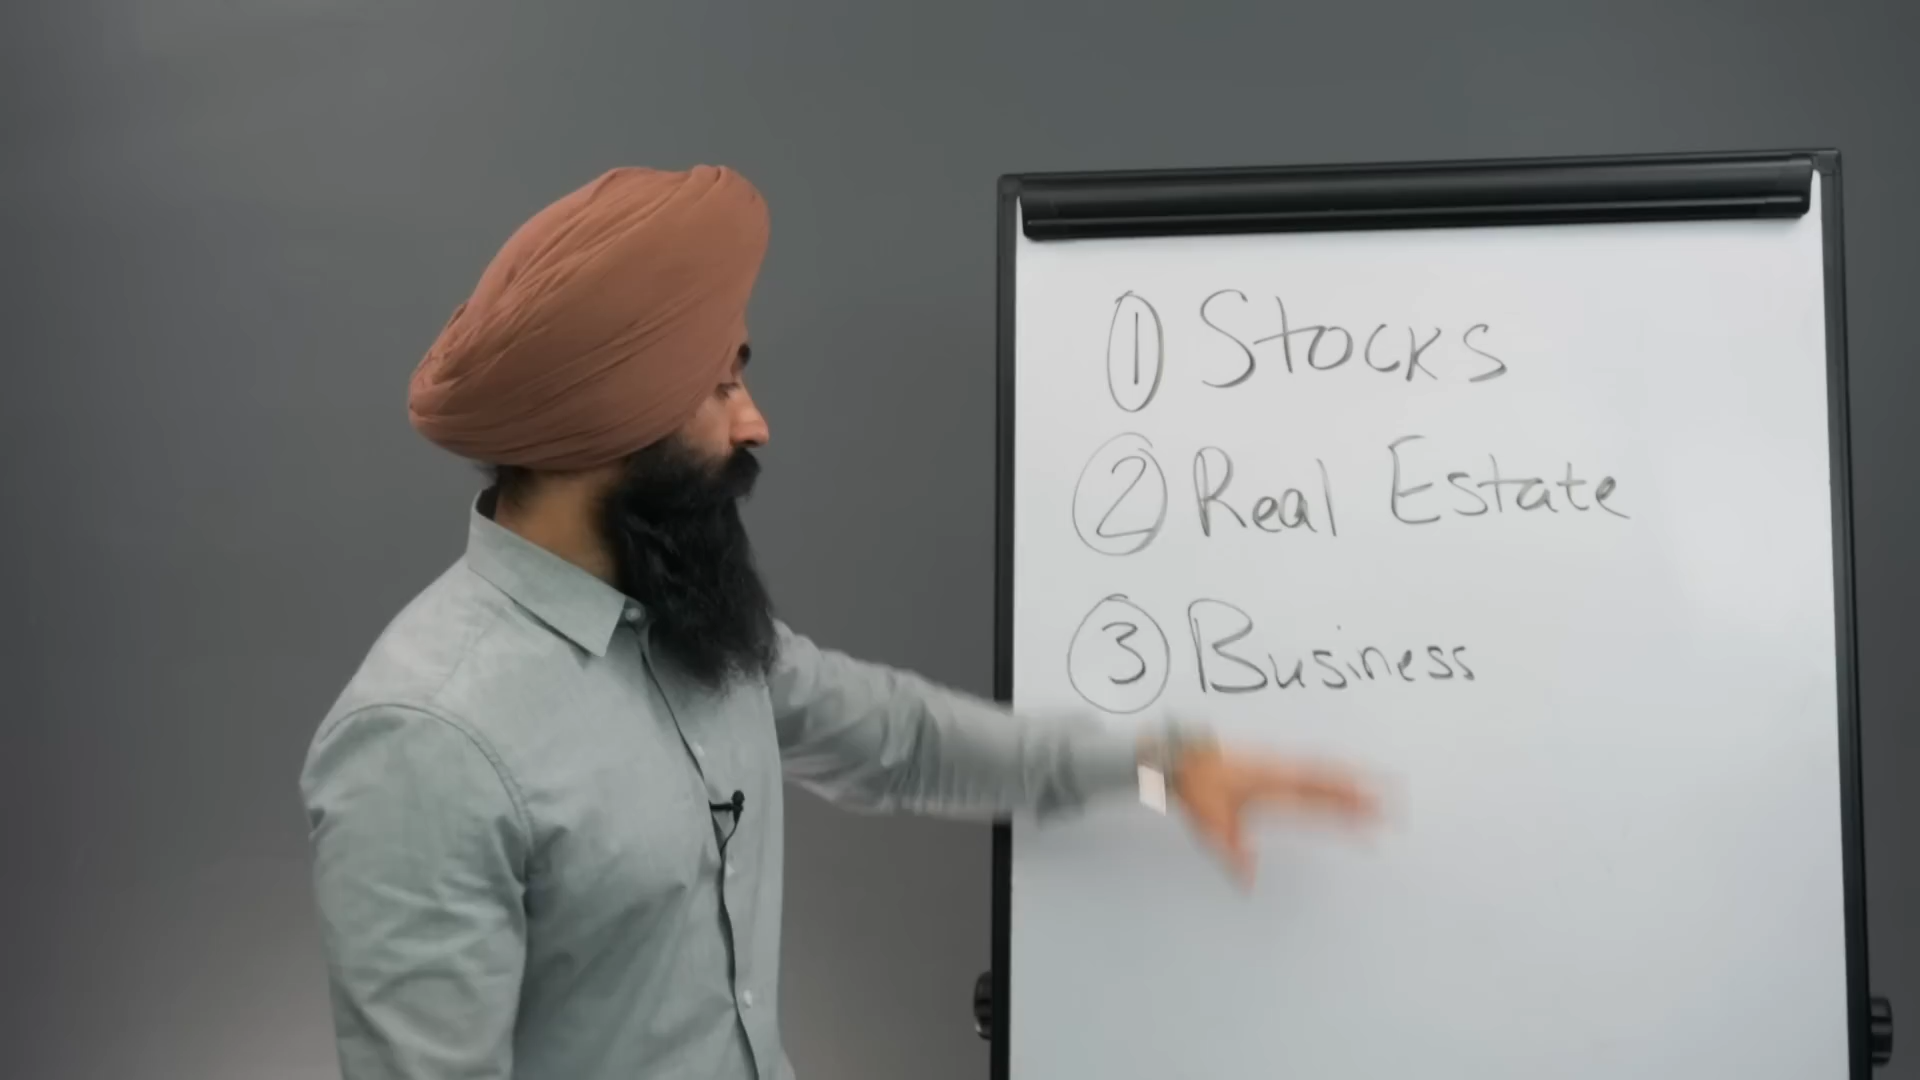 ① Stocks
② Real Estate
③ Business